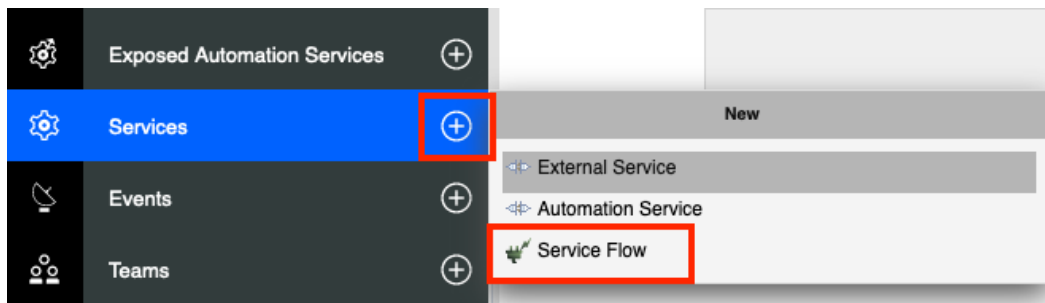 Exposed Automation Services
Services
New
External Service
Events
Automation Service
Service Flow
Teams